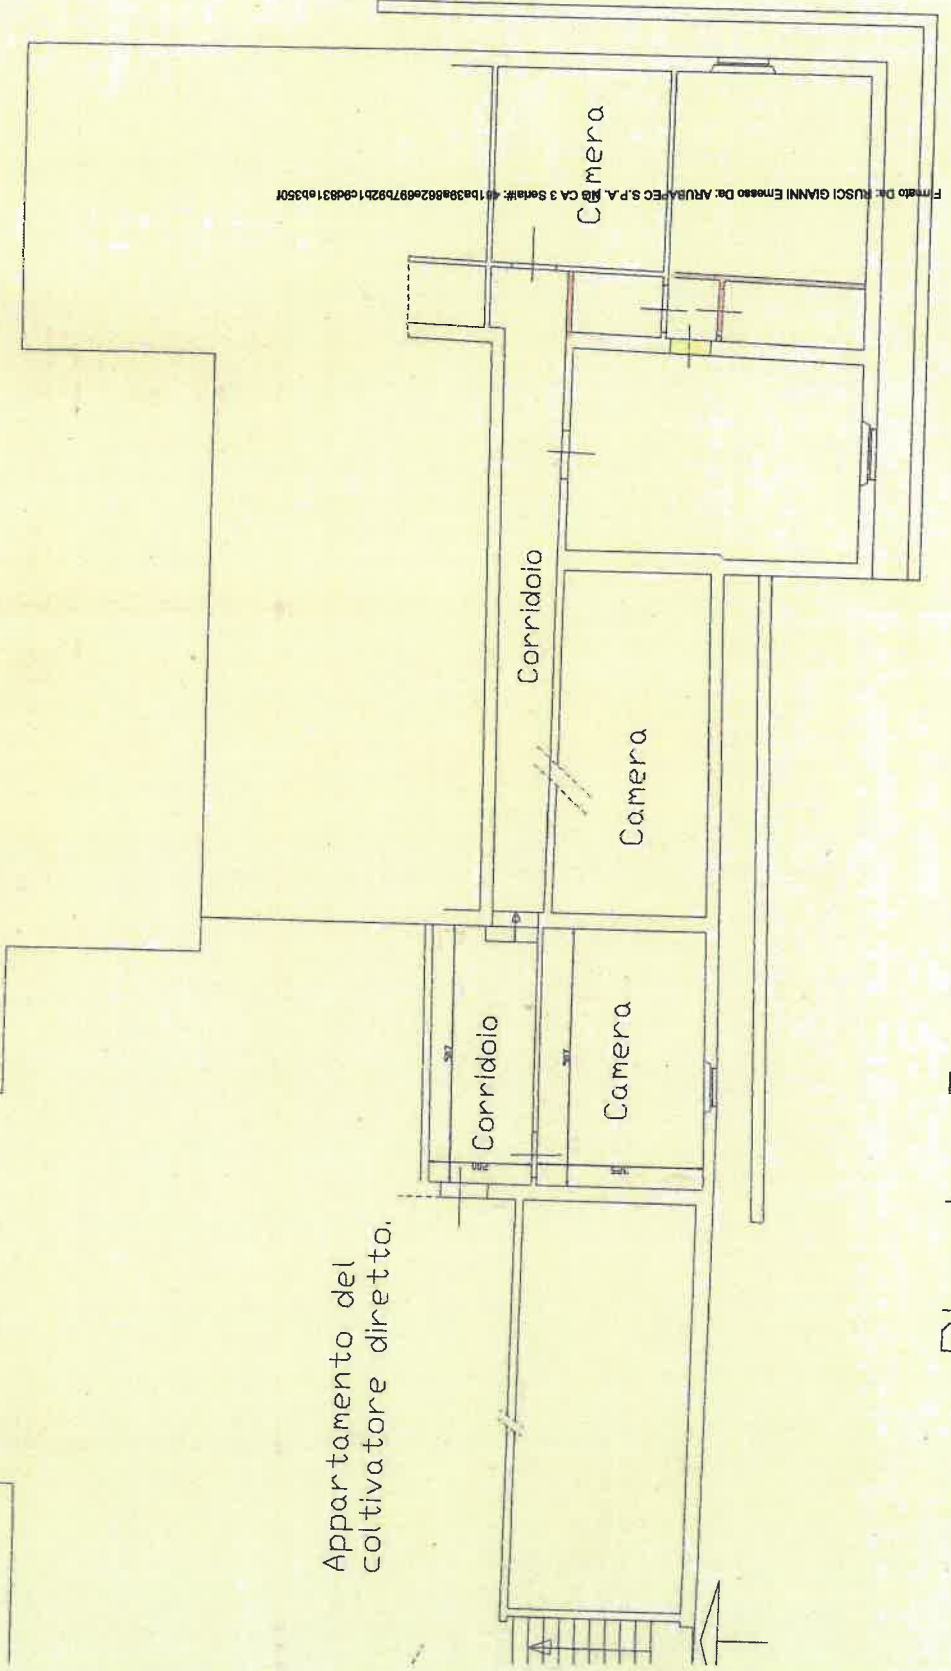 Appartamento del
coltivatore diretto.
Corridoio
Camera
Corridoio
Camera
Camera
Firmato Da: RUSCI GIANNI Emesso Da: ARUBAPEC S.P.A. NG CA 3 Serial#: 461ba39a862e697b92b1c9d831eb350f